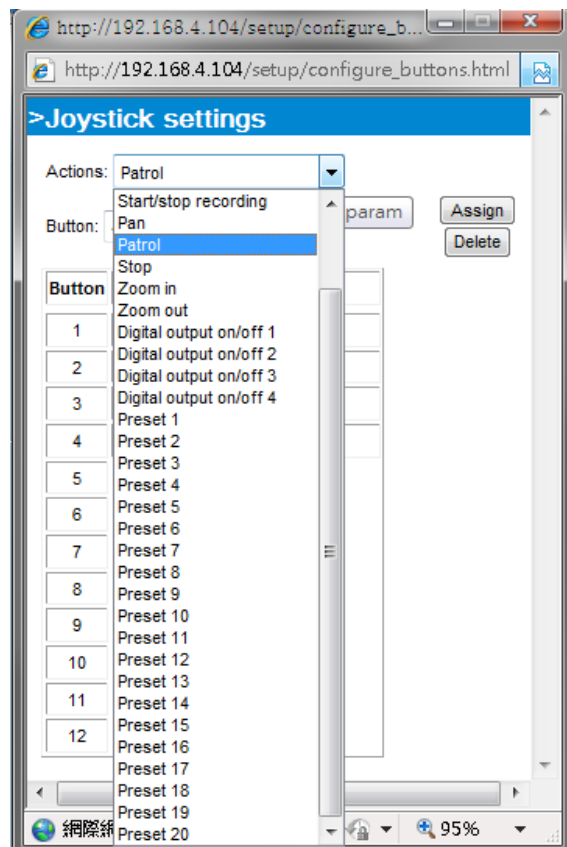 http://192.168.4.104/setup/configure_b...
http://192.168.4.104/setup/configure_buttons.html
>Joystick settings
Actions: Patrol
Start/stop recording
Pan
Patrol
Stop
Zoom in
Zoom out
Digital output on/off 1
Digital output on/off 2
Digital output on/off 3
Digital output on/off 4
Preset 1
Preset 2
Preset 3
Preset 4
Preset 5
Preset 6
Preset 7
Preset 8
Preset 9
Preset 10
Preset 11
Preset 12
Preset 13
Preset 14
Preset 15
Preset 16
Preset 17
Preset 18
Preset 19
Preset 20
Button:
param
Assign
Delete
Button
1
2
3
4
5
6
7
8
9
10
11
12
網際
95%